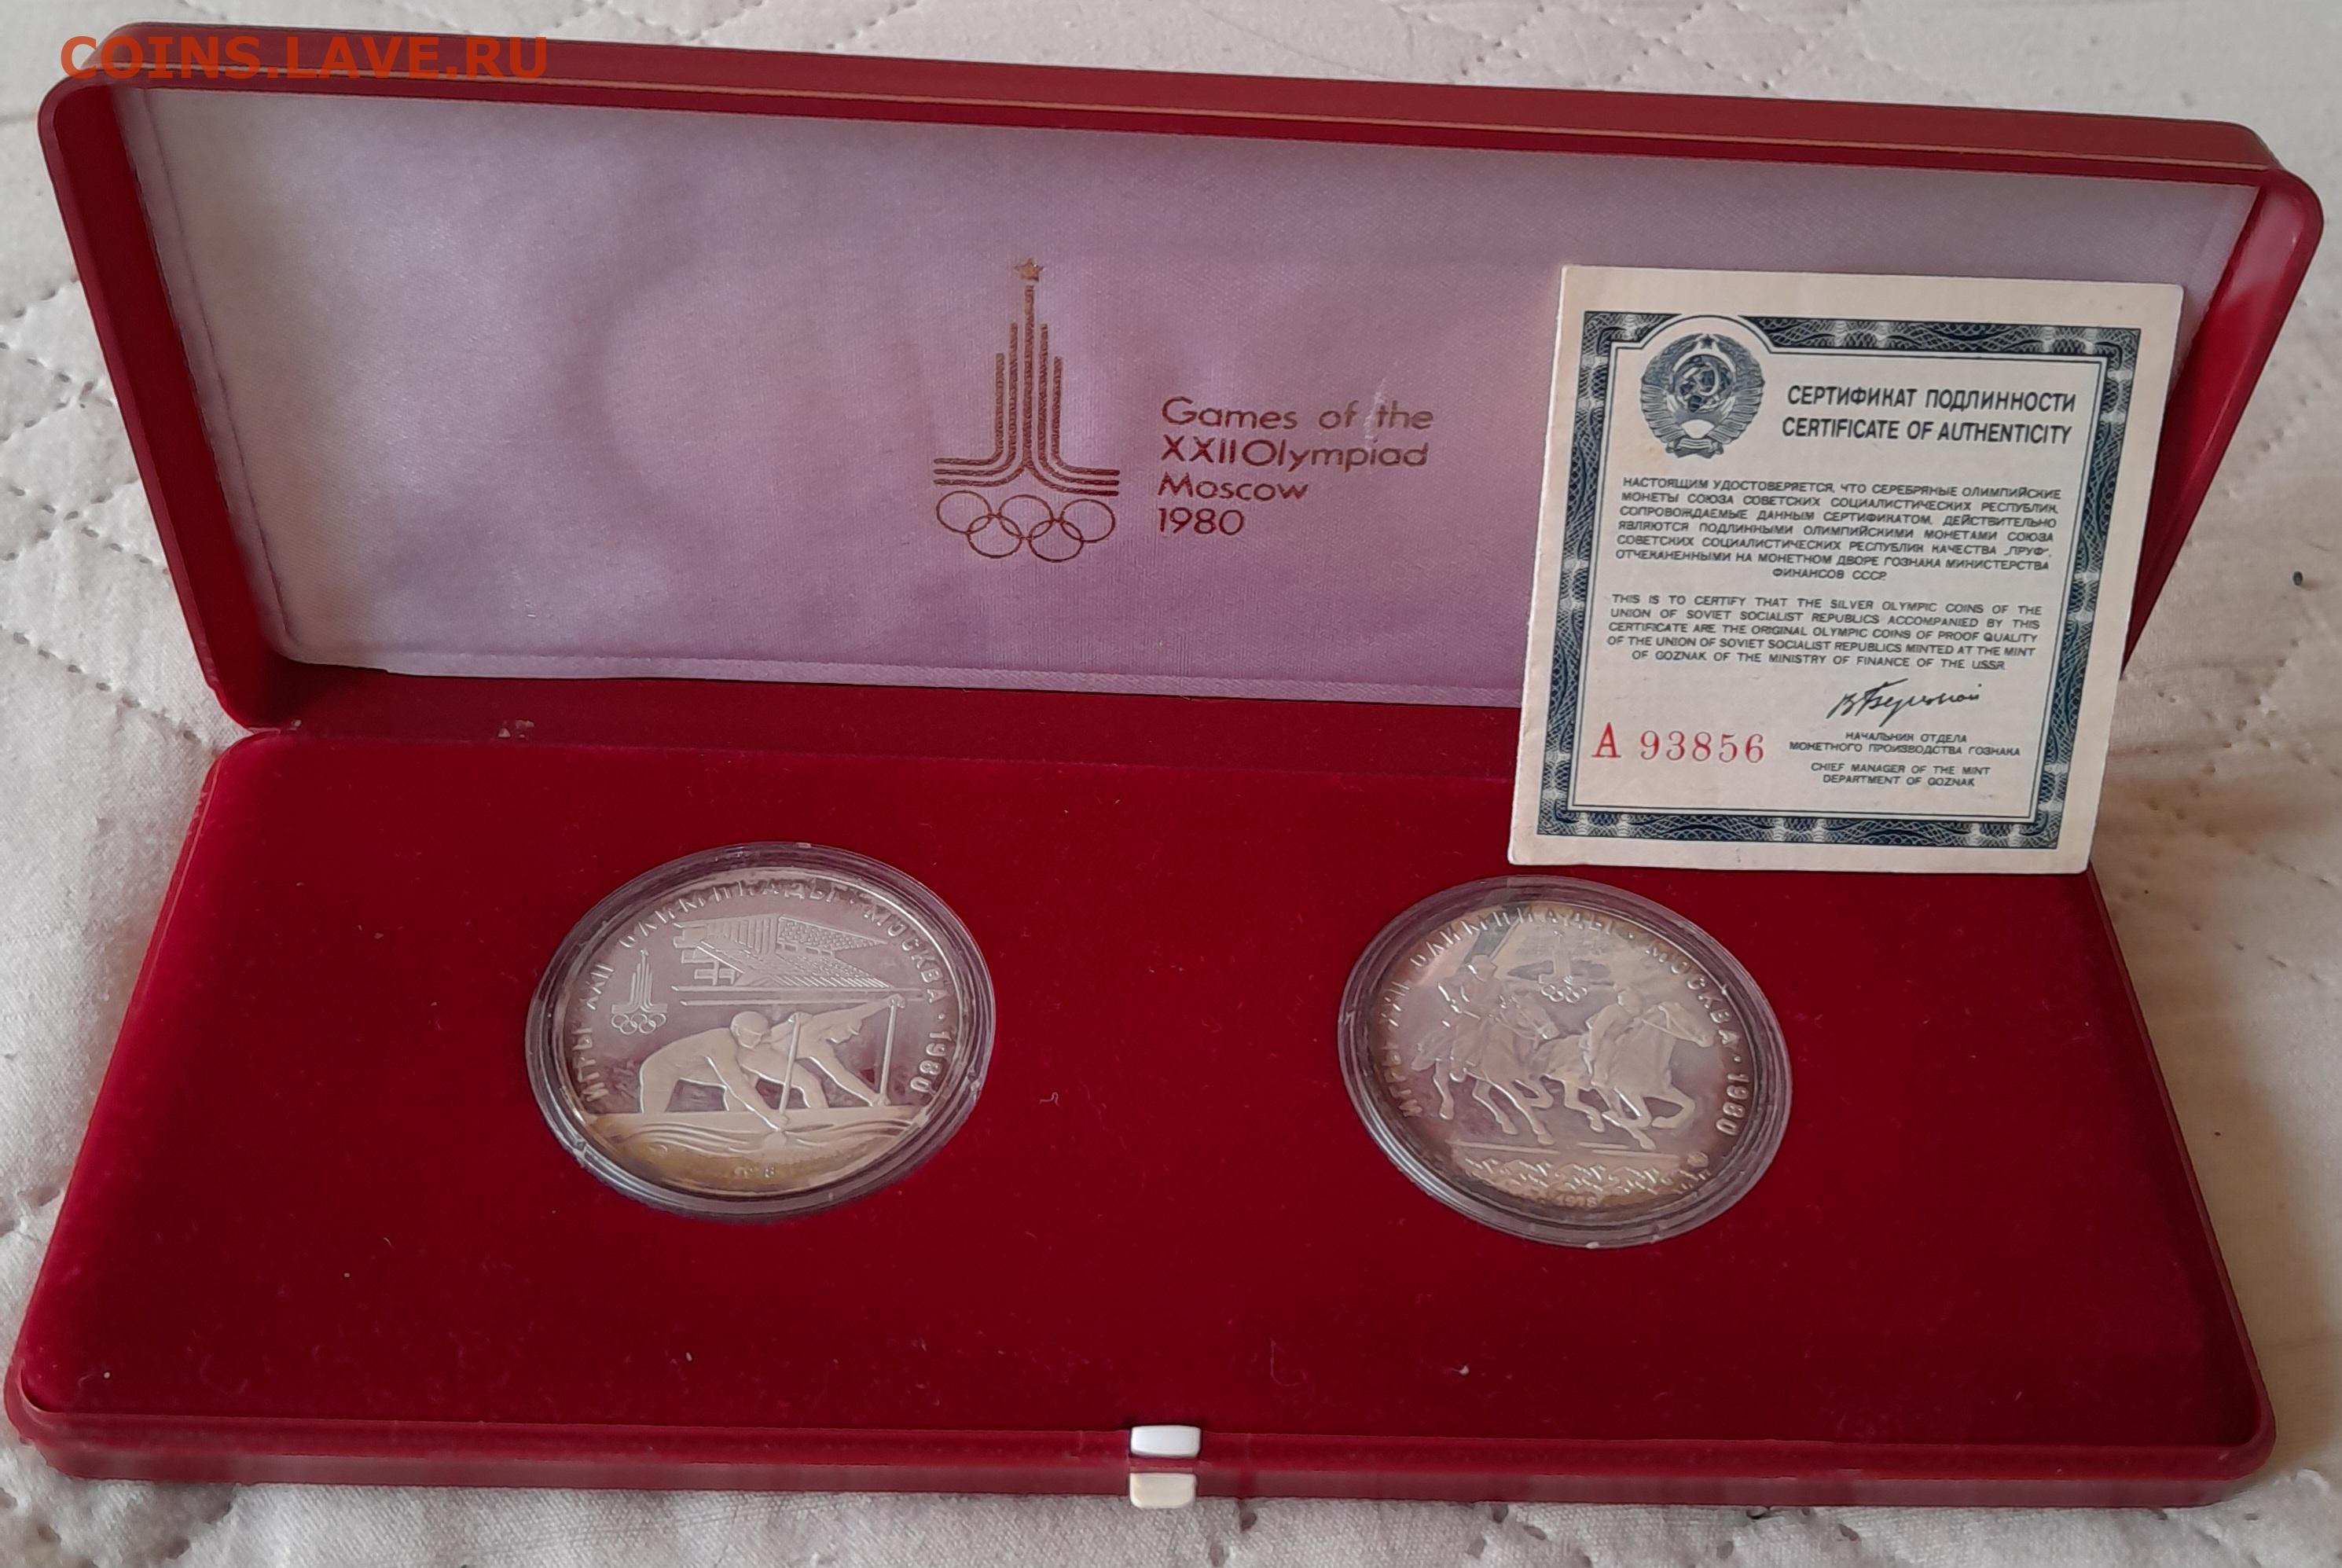 COINS.LAVE.RU
Games of the
XXII Olympiad
Moscow
1980
СЕРТИФИКАТ ПОДЛИННОСТИ
CERTIFICATE OF AUTHENTICITY
НАСТОЯЩИМ УДОСТОВЕРЯЕТСЯ, ЧТО СЕРЕБРЯНЫЕ ОЛИМПИЙСКИЕ
МОНЕТЫ СОЮЗА СОВЕТСКИХ СОЦИАЛИСТИЧЕСКИХ РЕСПУБЛИК,
СОПРОВОЖДАЕМЫЕ ДАННЫМ СЕРТИФИКАТОМ, ДЕЙСТВИТЕЛЬНО
ЯВЛЯЮТСЯ ПОДЛИННЫМИ ОЛИМПИЙСКИМИ МОНЕТАМИ СОЮЗА
СОВЕТСКИХ СОЦИАЛИСТИЧЕСКИХ РЕСПУБЛИК КАЧЕСТВА „ПРУФ",
ОТЧЕКАНЕННЫМИ НА МОНЕТНОМ ДВОРЕ ГОЗНАКА МИНИСТЕРСТВА
ФИНАНСОВ СССР.
THIS IS TO CERTIFY THAT THE SILVER OLYMPIC COINS OF THE
UNION OF SOVIET SOCIALIST REPUBLICS ACCOMPANIED BY THIS
CERTIFICATE ARE THE ORIGINAL OLYMPIC COINS OF PROOF QUALITY
OF THE UNION OF SOVIET SOCIALIST REPUBLICS MINTED AT THE MINT
OF GOZNAK OF THE MINISTRY OF FINANCE OF THE USSR.
А 93856
НАЧАЛЬНИК ОТДЕЛА
МОНЕТНОГО ПРОИЗВОДСТВА ГОЗНАКА
CHIEF MANAGER OF THE MINT
DEPARTMENT OF GOZNAK
ИГРЫ XXII ОЛИМПИАДЫ · МОСКВА · 1980
ИГРЫ XXII ОЛИМПИАДЫ · МОСКВА · 1980
1978